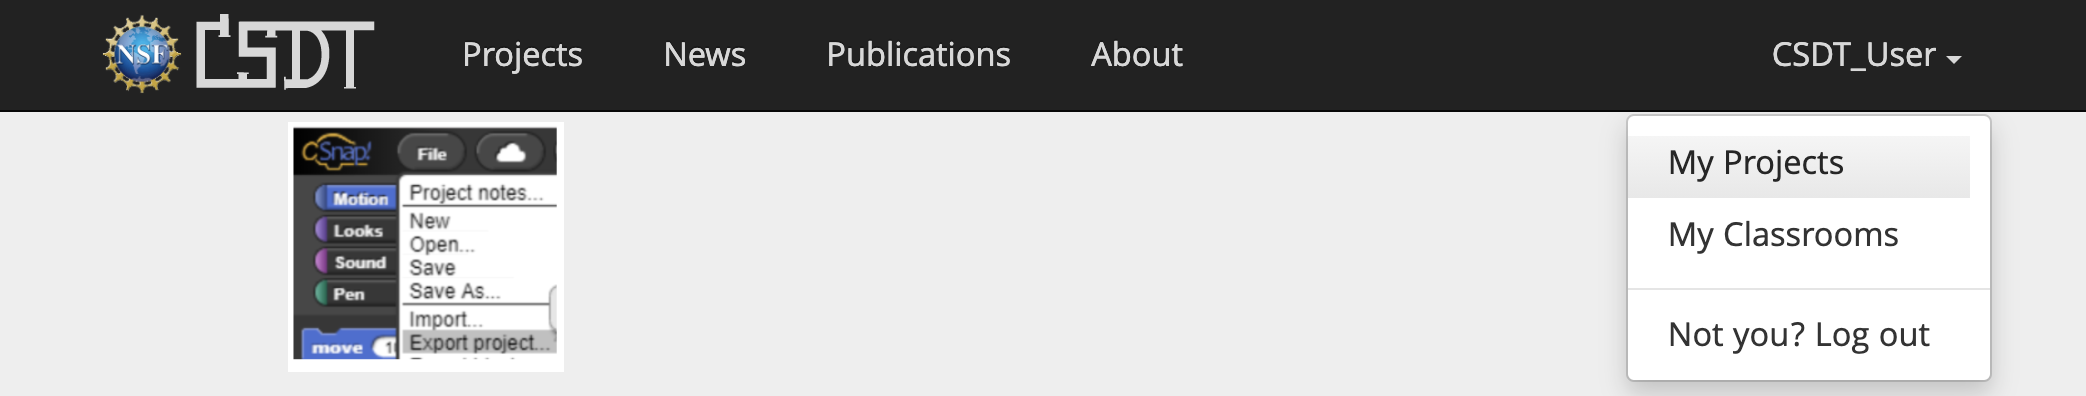 NSF CSDT Projects News Publications About CSDT_User
CSnap! File
Motion
Looks
Sound
Pen
move
Project notes...
New
Open...
Save
Save As...
Import...
Export project...
My Projects
My Classrooms
Not you? Log out